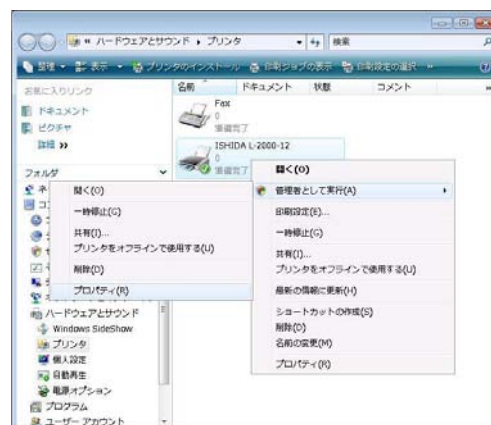 ハードウェアとサウンド ▸ プリンタ
検索
整理 表示 プリンタのインストール 印刷ジョブの表示 印刷設定の選択 »
お気に入りリンク
ドキュメント
ピクチャ
詳細 »
フォルダ
名前 ドキュメント 状態 コメント
Fax
0
準備完了
ISHIDA L-2000-12
0
準備完了
開く(O)
管理者として実行(A)
印刷設定(E)...
一時停止(G)
共有(I)...
プリンタをオフラインで使用する(U)
最新の情報に更新(H)
ショートカットの作成(S)
削除(D)
名前の変更(M)
プロパティ(R)
開く(O)
一時停止(G)
共有(I)...
プリンタをオフラインで使用する(U)
削除(D)
プロパティ(R)
ハードウェアとサウンド
Windows SideShow
プリンタ
個人設定
自動再生
電源オプション
プログラム
ユーザー アカウント